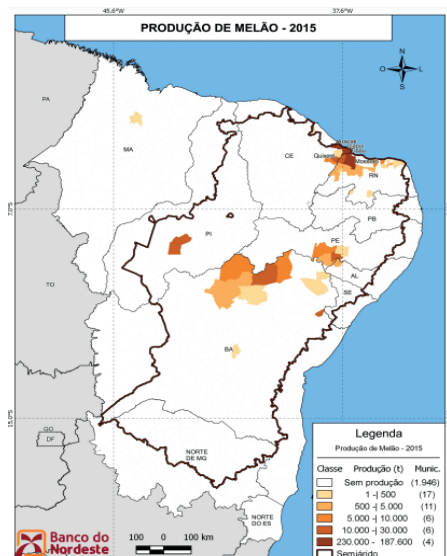 45.6°W 37.6°W
PRODUÇÃO DE MELÃO - 2015
N
O L
S
PA
MA
CE
Quixeré
Mossoró
RN
7.0°S
PI
PB
PE
AL
TO
SE
BA
15.0°S
GO
DF
NORTE
DE MG
NORTE
DO ES
Legenda
Produção de Melão - 2015
Classe Produção (t) Munic.
Sem produção (1.946)
1 -| 500 (17)
500 -| 5.000 (11)
5.000 -| 10.000 (6)
10.000 -| 30.000 (6)
230.000 - 187.600 (4)
Semiárido
Banco do
Nordeste
100 0 100
km